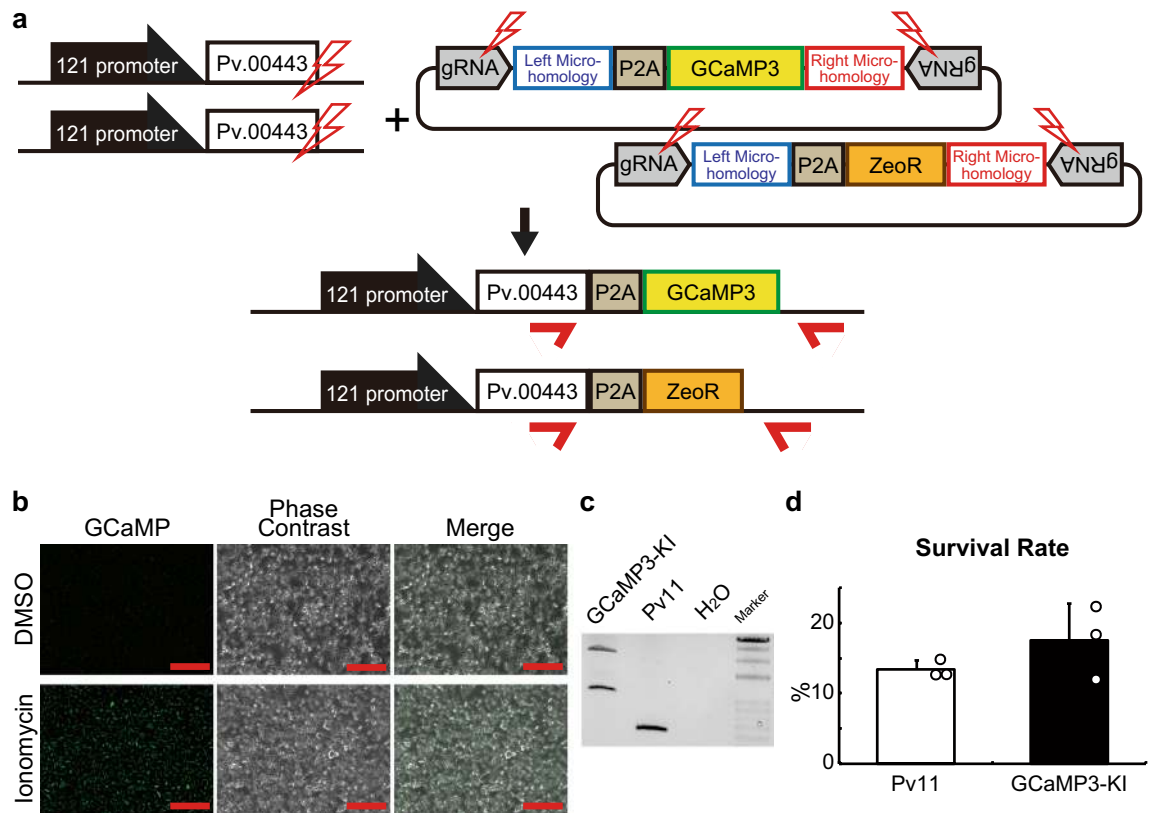 a
121 promoter Pv.00443
121 promoter Pv.00443
+
gRNA Left Micro-homology P2A GCaMP3 Right Micro-homology gRNA
gRNA Left Micro-homology P2A ZeoR Right Micro-homology gRNA
121 promoter Pv.00443 P2A GCaMP3
121 promoter Pv.00443 P2A ZeoR
b
GCaMP
Phase
Contrast
Merge
DMSO
Ionomycin
c
GCaMP3-KI
Pv11
H2O
Marker
d
Survival Rate
%
20
10
0
Pv11
GCaMP3-KI